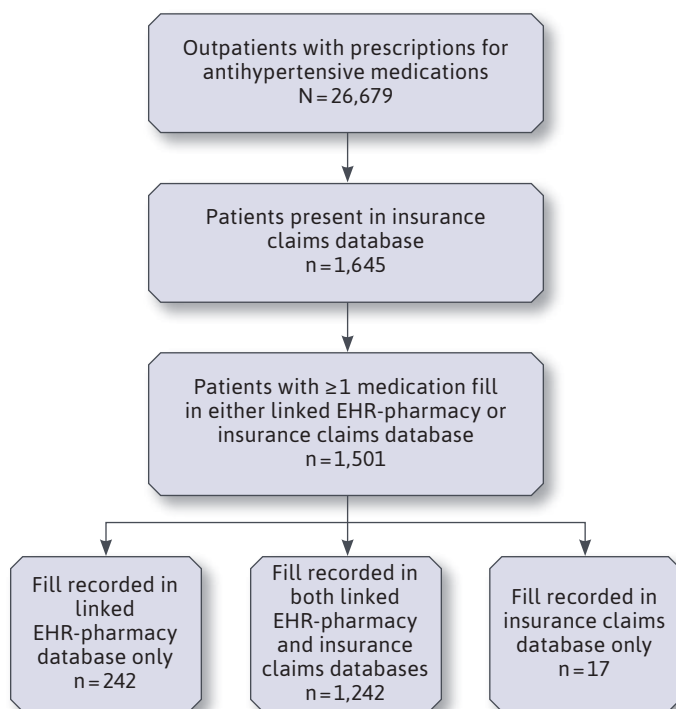 Outpatients with prescriptions for
antihypertensive medications
N=26,679
Patients present in insurance
claims database
n=1,645
Patients with ≥1 medication fill
in either linked EHR-pharmacy or
insurance claims database
n=1,501
Fill recorded in
linked
EHR-pharmacy
database only
n=242
Fill recorded in
both linked
EHR-pharmacy
and insurance
claims databases
n=1,242
Fill recorded in
insurance claims
database only
n=17